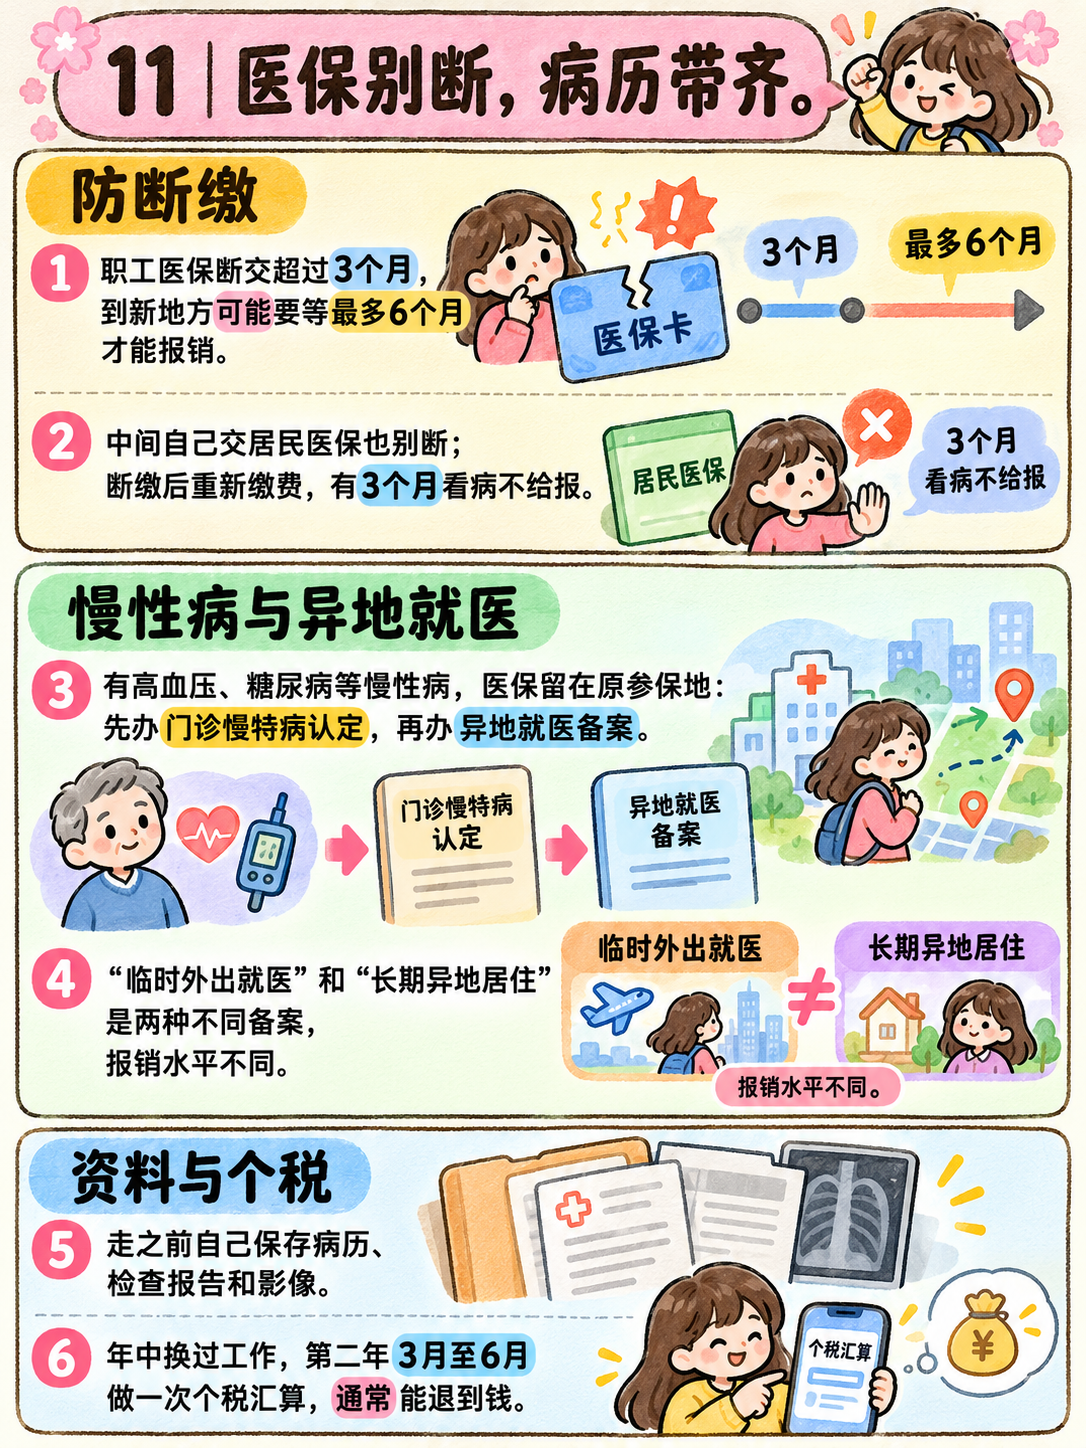 11 | 医保别断，病历带齐。
防断缴
1
职工医保断交超过3个月，
到新地方可能要等最多6个月
才能报销。
医保卡
3个月
最多6个月
2
中间自己交居民医保也别断；
断缴后重新缴费，有3个月看病不给报。
居民医保
3个月
看病不给报
慢性病与异地就医
3
有高血压、糖尿病等慢性病，医保留在原参保地：
先办门诊慢特病认定，再办异地就医备案。
门诊慢特病
认定
异地就医
备案
4
“临时外出就医”和“长期异地居住”
是两种不同备案，
报销水平不同。
临时外出就医
≠
长期异地居住
报销水平不同。
资料与个税
5
走之前自己保存病历、
检查报告和影像。
6
年中换过工作，第二年3月至6月
做一次个税汇算，通常能退到钱。
个税汇算
¥